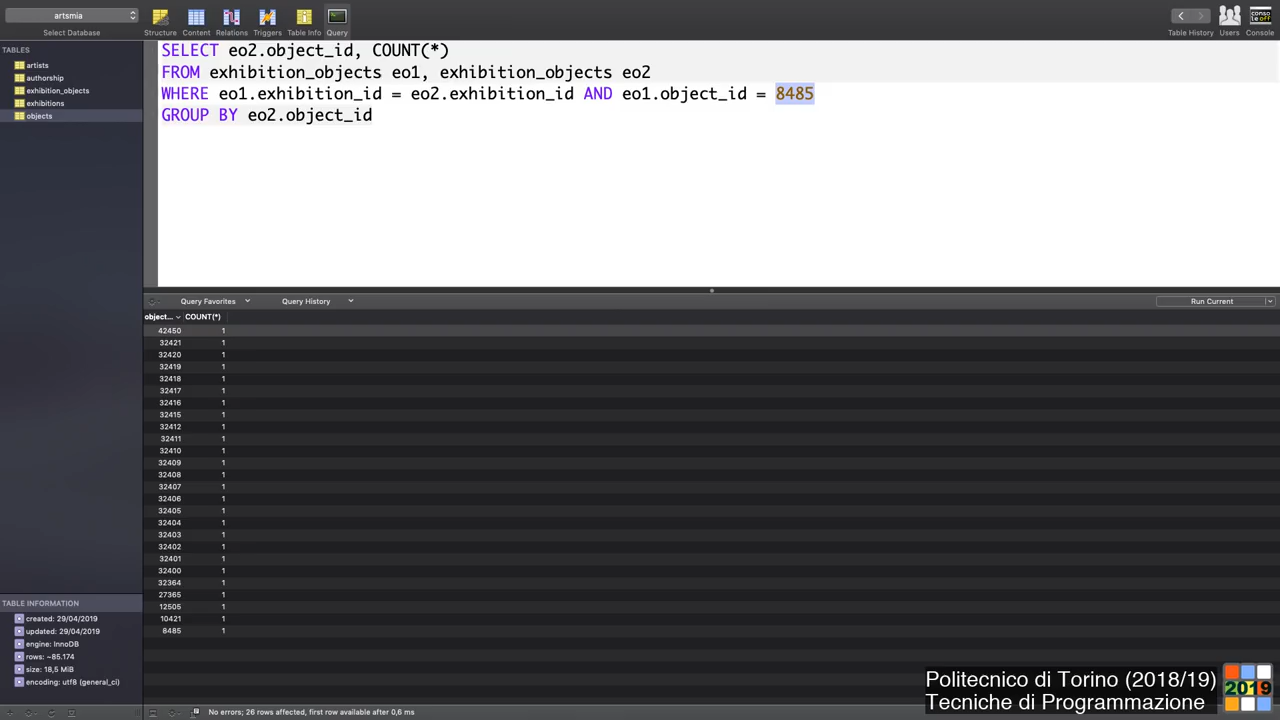 artsmia
Select Database
Structure
Content
Relations
Triggers
Table Info
Query
Table History
Users
Console
conso
le off
TABLES
artists
authorship
exhibition_objects
exhibitions
objects
SELECT eo2.object_id, COUNT(*)
FROM exhibition_objects eo1, exhibition_objects eo2
WHERE eo1.exhibition_id = eo2.exhibition_id AND eo1.object_id = 8485
GROUP BY eo2.object_id
Query Favorites
Query History
Run Current
object... COUNT(*)
42450 1
32421 1
32420 1
32419 1
32418 1
32417 1
32416 1
32415 1
32412 1
32411 1
32410 1
32409 1
32408 1
32407 1
32406 1
32405 1
32404 1
32403 1
32402 1
32401 1
32400 1
32364 1
27365 1
12505 1
10421 1
8485 1
TABLE INFORMATION
created: 29/04/2019
updated: 29/04/2019
engine: InnoDB
rows: ~85.174
size: 18,5 MiB
encoding: utf8 (general_ci)
No errors; 26 rows affected, first row available after 0,6 ms
Politecnico di Torino (2018/19)
Tecniche di Programmazione
2019